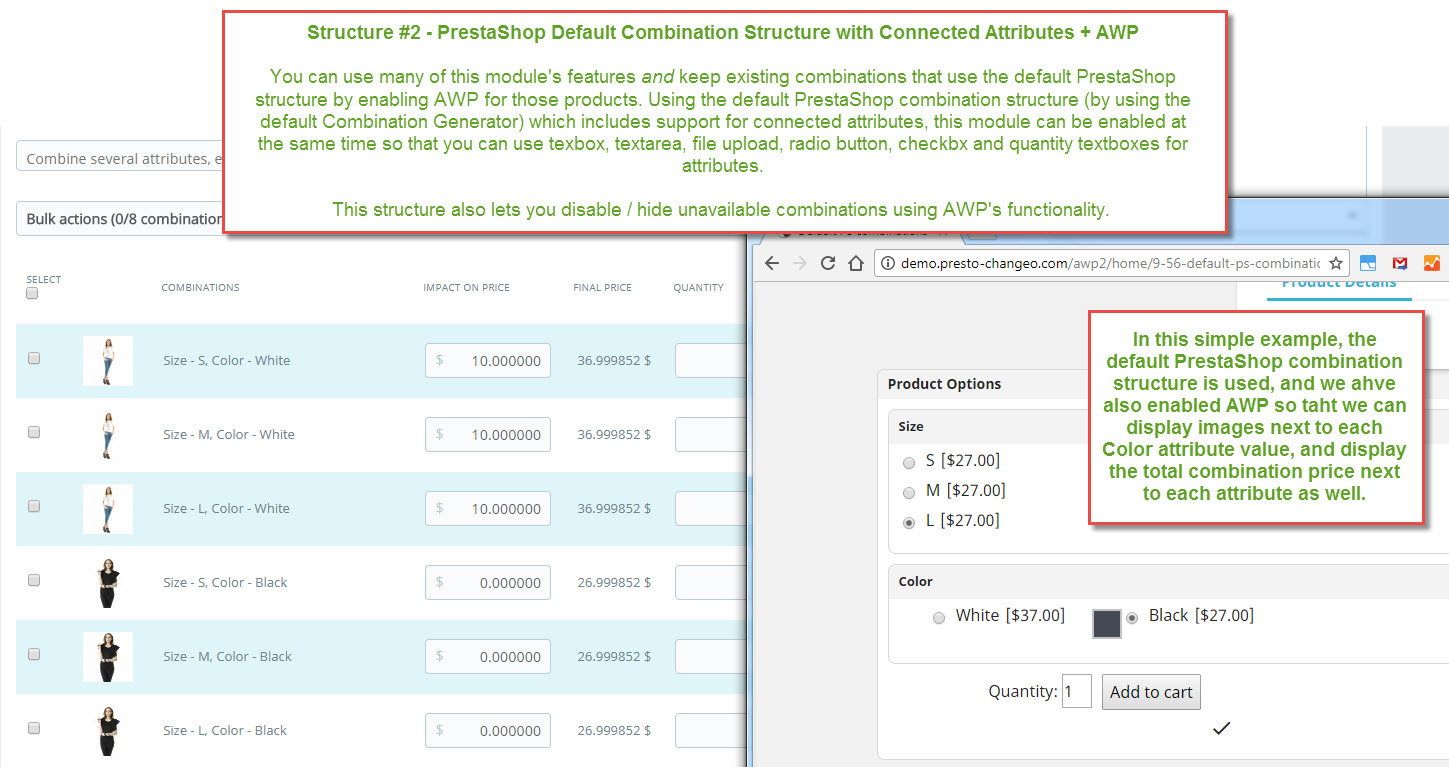 Structure #2 - PrestaShop Default Combination Structure with Connected Attributes + AWP
You can use many of this module's features and keep existing combinations that use the default PrestaShop
structure by enabling AWP for those products. Using the default PrestaShop combination structure (by using the
default Combination Generator) which includes support for connected attributes, this module can be enabled at
the same time so that you can use texbox, textarea, file upload, radio button, checkbx and quantity textboxes for
attributes.
This structure also lets you disable / hide unavailable combinations using AWP's functionality.
Combine several attributes, e
Bulk actions (0/8 combination
SELECT
COMBINATIONS
IMPACT ON PRICE
FINAL PRICE
QUANTITY
Size - S, Color - White
$ 10.000000
36.999852 $
Size - M, Color - White
$ 10.000000
36.999852 $
Size - L, Color - White
$ 10.000000
36.999852 $
Size - S, Color - Black
$ 0.000000
26.999852 $
Size - M, Color - Black
$ 0.000000
26.999852 $
Size - L, Color - Black
$ 0.000000
26.999852 $
demo.presto-changeo.com/awp2/home/9-56-default-ps-combinatic
Product Details
In this simple example, the
default PrestaShop combination
structure is used, and we ahve
also enabled AWP so taht we can
display images next to each
Color attribute value, and display
the total combination price next
to each attribute as well.
Product Options
Size
S [$27.00]
M [$27.00]
L [$27.00]
Color
White [$37.00]
Black [$27.00]
Quantity: 1
Add to cart